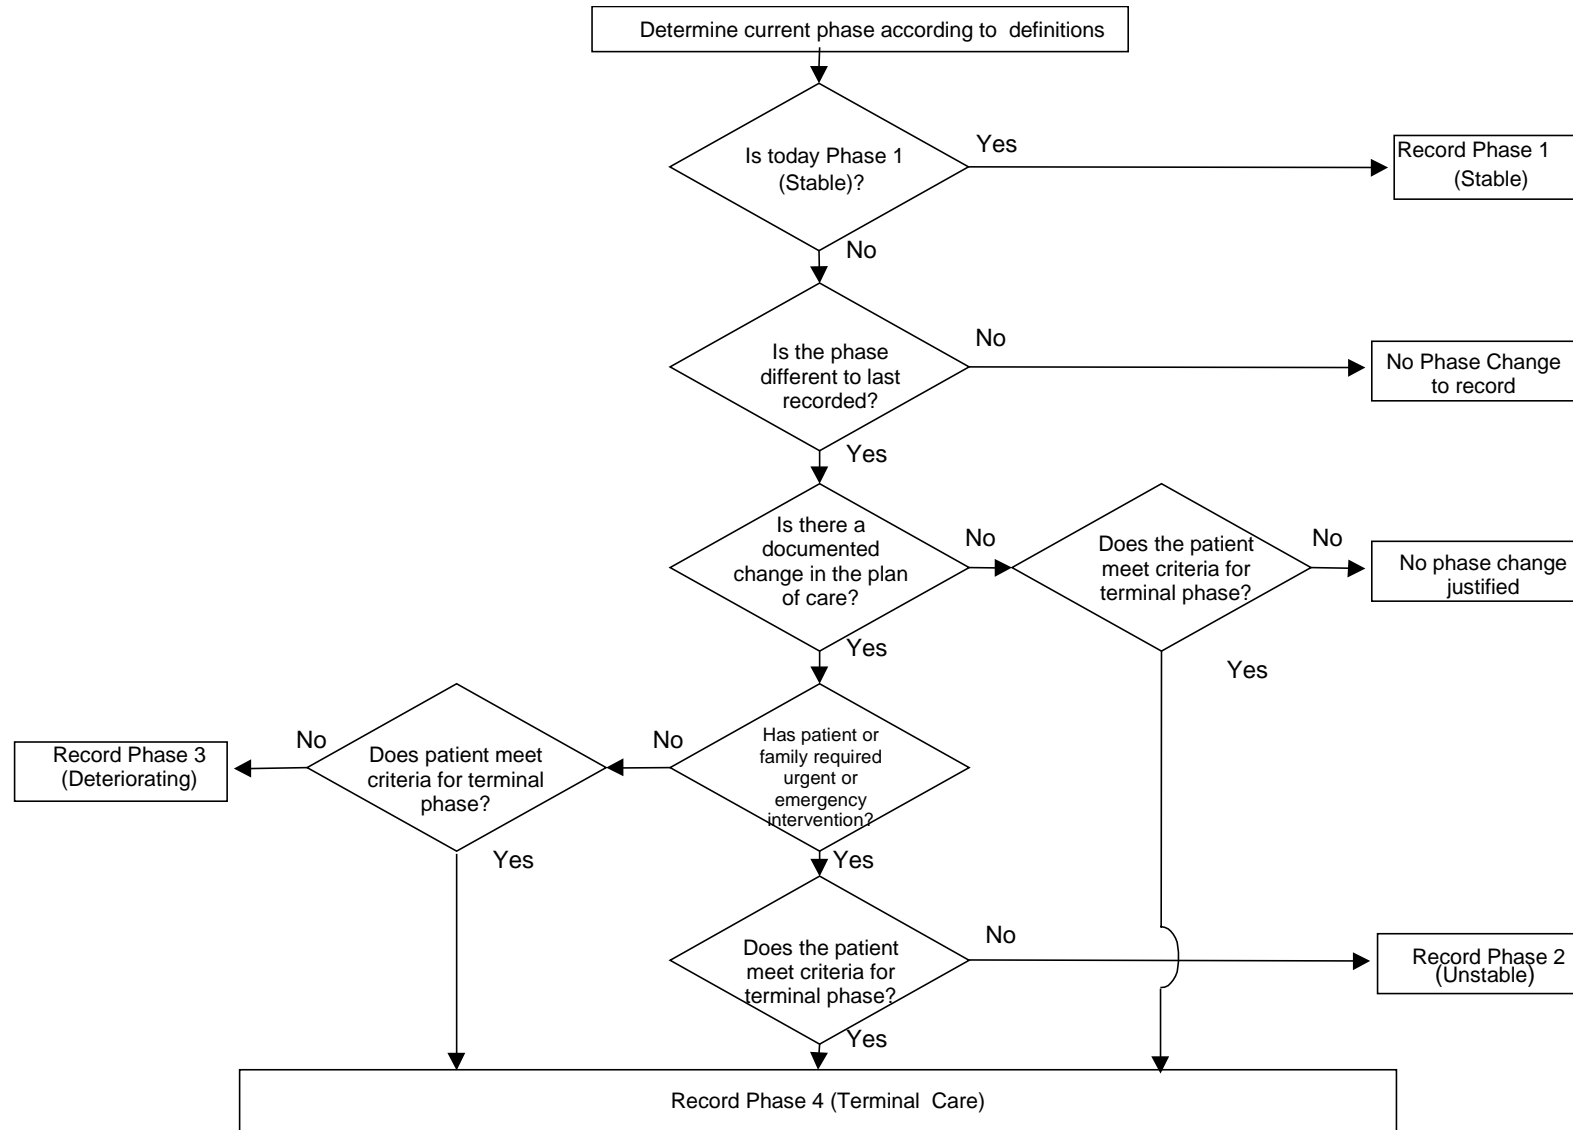 Determine current phase according to definitions
Is today Phase 1
(Stable)?
Yes
Record Phase 1
(Stable)
No
Is the phase
different to last
recorded?
No
No Phase Change
to record
Yes
Is there a
documented
change in the plan
of care?
No
Does the patient
meet criteria for
terminal phase?
No
No phase change
justified
Yes
Yes
Record Phase 3
(Deteriorating)
No
Does patient meet
criteria for terminal
phase?
No
Has patient or
family required
urgent or
emergency
intervention?
Yes
Yes
Does the patient
meet criteria for
terminal phase?
No
Record Phase 2
(Unstable)
Yes
Record Phase 4 (Terminal Care)